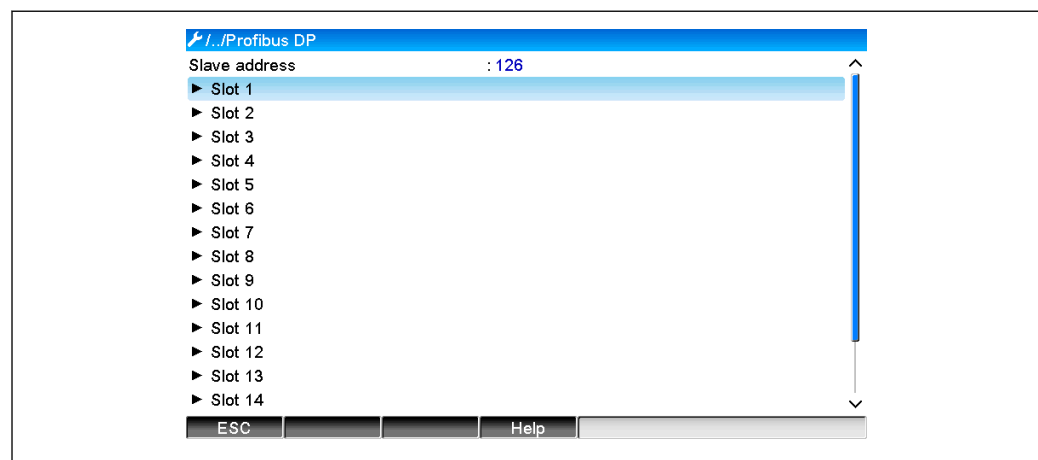 /../Profibus DP
Slave address : 126
► Slot 1
► Slot 2
► Slot 3
► Slot 4
► Slot 5
► Slot 6
► Slot 7
► Slot 8
► Slot 9
► Slot 10
► Slot 11
► Slot 12
► Slot 13
► Slot 14
ESC Help